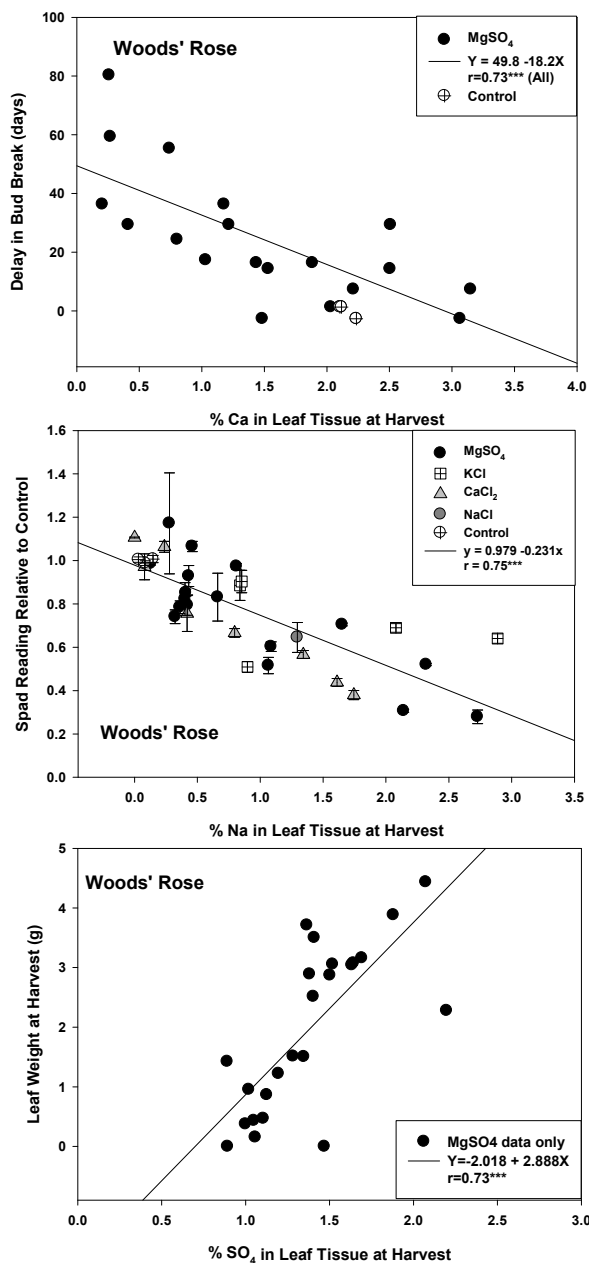 Woods' Rose
MgSO4
Y = 49.8 -18.2X
r=0.73*** (All)
Control
Delay in Bud Break (days)
100
80
60
40
20
0
0.0 0.5 1.0 1.5 2.0 2.5 3.0 3.5 4.0
% Ca in Leaf Tissue at Harvest
MgSO4
KCl
CaCl2
NaCl
Control
y = 0.979 -0.231x
r = 0.75***
Spad Reading Relative to Control
1.6
1.4
1.2
1.0
0.8
0.6
0.4
0.2
0.0
Woods' Rose
0.0 0.5 1.0 1.5 2.0 2.5 3.0 3.5
% Na in Leaf Tissue at Harvest
Woods' Rose
Leaf Weight at Harvest (g)
5
4
3
2
1
0
MgSO4 data only
Y=-2.018 + 2.888X
r=0.73***
0.0 0.5 1.0 1.5 2.0 2.5 3.0
% SO4 in Leaf Tissue at Harvest